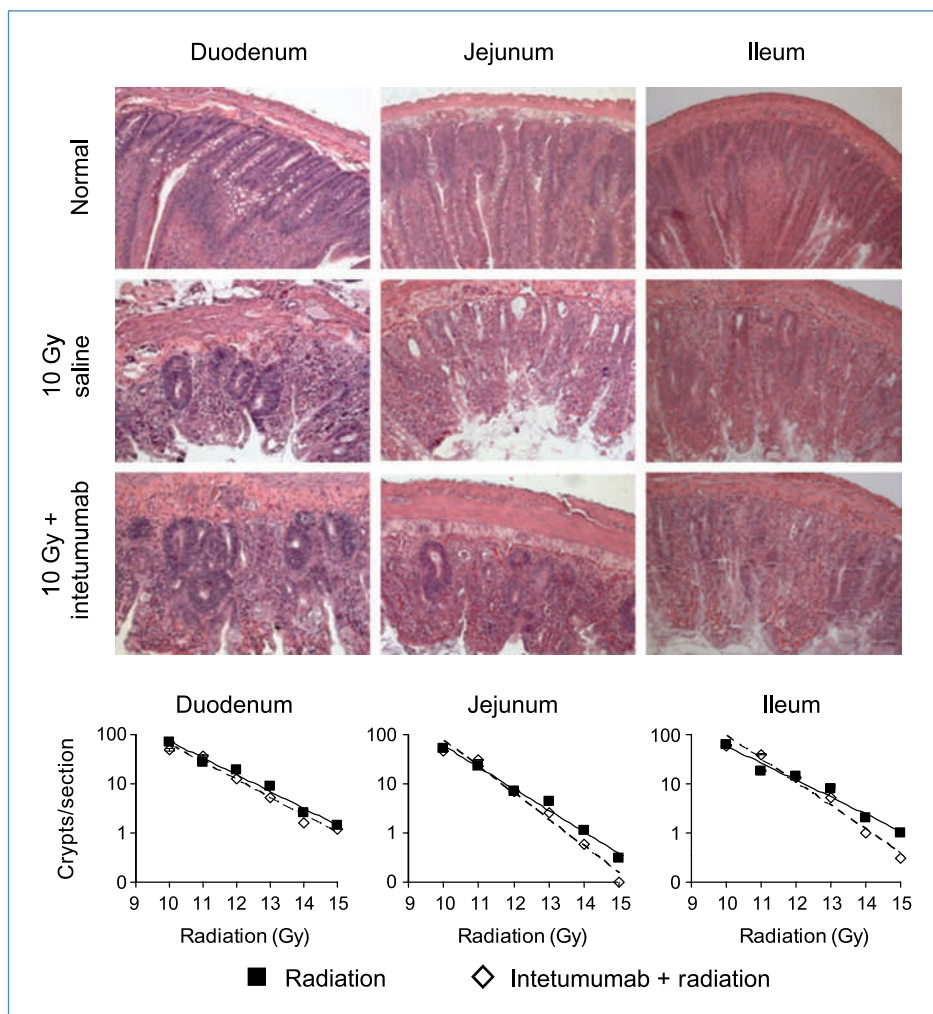 Duodenum Jejunum Ileum
Normal
10 Gy
saline
10 Gy +
intetumumab
Duodenum Jejunum Ileum
Crypts/section
100 100 100
10 10 10
1 1 1
0 0 0
9 10 11 12 13 14 15 9 10 11 12 13 14 15 9 10 11 12 13 14 15
Radiation (Gy) Radiation (Gy) Radiation (Gy)
Radiation Intetumumab + radiation